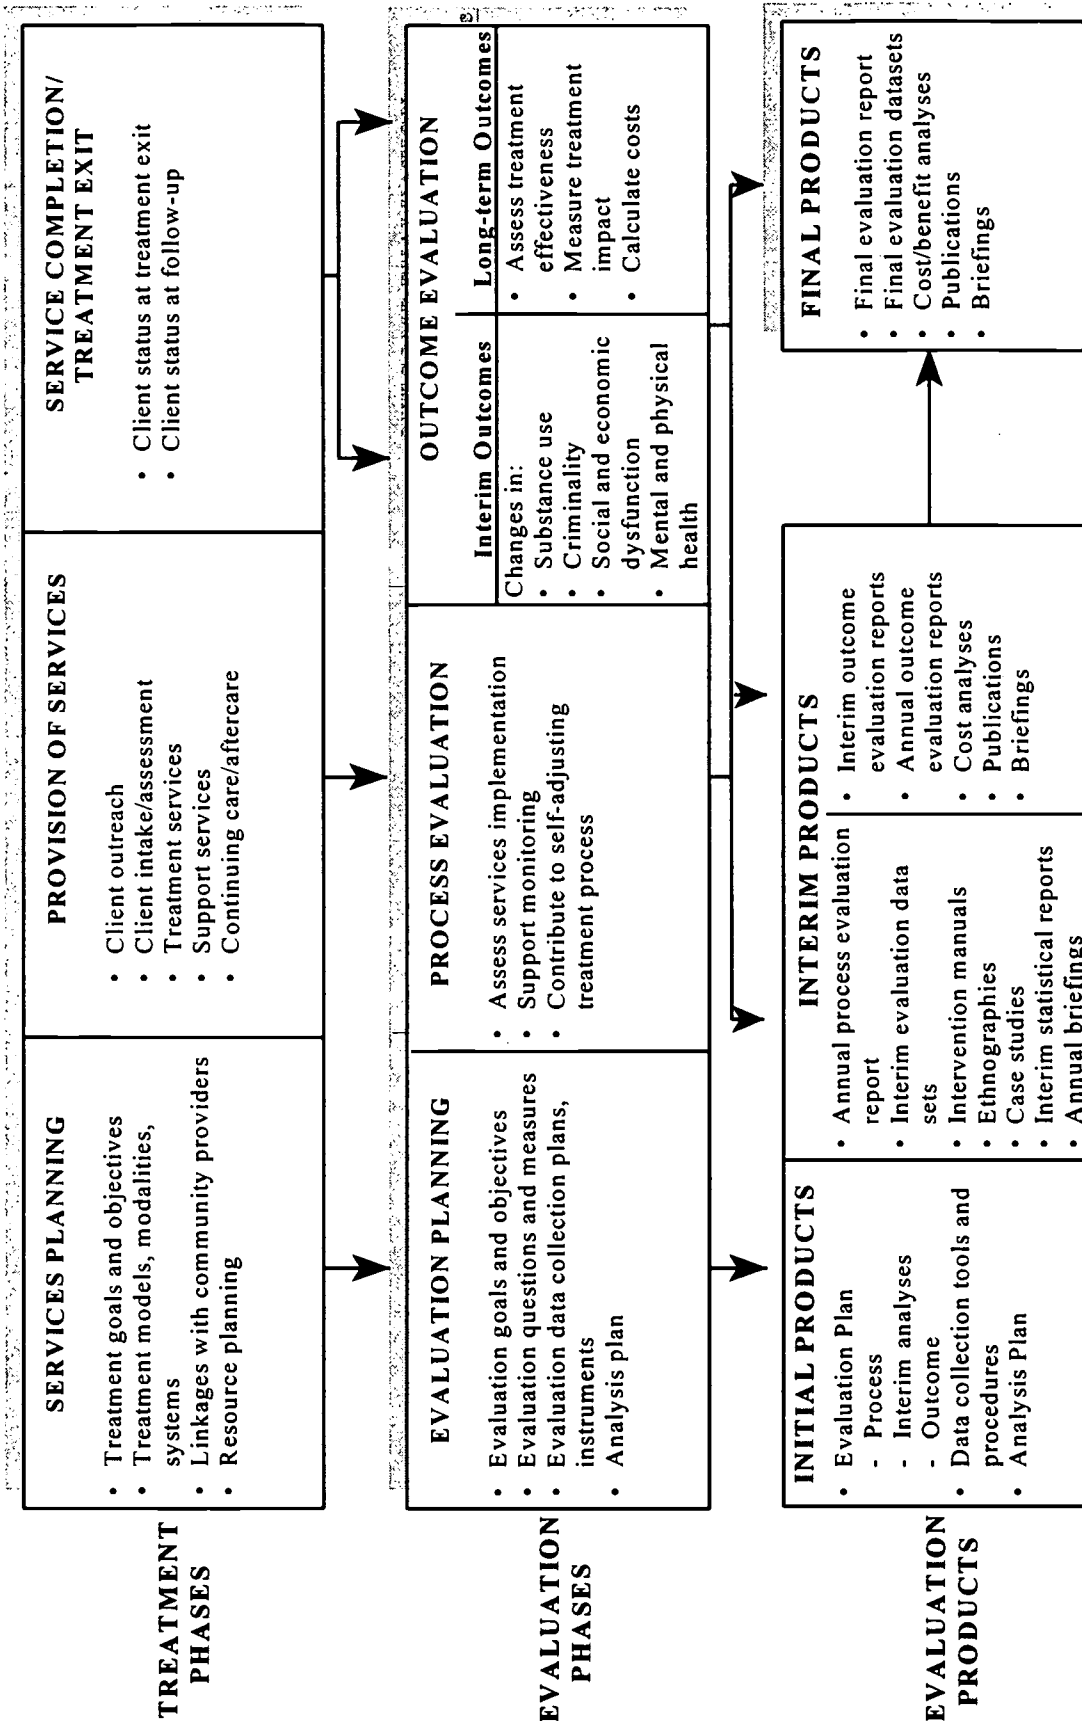 TREATMENT
PHASES
SERVICES PLANNING
• Treatment goals and objectives
• Treatment models, modalities,
systems
• Linkages with community providers
• Resource planning
PROVISION OF SERVICES
• Client outreach
• Client intake/assessment
• Treatment services
• Support services
• Continuing care/aftercare
SERVICE COMPLETION/
TREATMENT EXIT
• Client status at treatment exit
• Client status at follow-up
EVALUATION
PHASES
EVALUATION PLANNING
• Evaluation goals and objectives
• Evaluation questions and measures
• Evaluation data collection plans,
instruments
• Analysis plan
PROCESS EVALUATION
• Assess services implementation
• Support monitoring
• Contribute to self-adjusting
treatment process
OUTCOME EVALUATION
Interim Outcomes
Changes in:
• Substance use
• Criminality
• Social and economic
dysfunction
• Mental and physical
health
Long-term Outcomes
• Assess treatment
effectiveness
• Measure treatment
impact
• Calculate costs
EVALUATION
PRODUCTS
INITIAL PRODUCTS
• Evaluation Plan
- Process
- Interim analyses
- Outcome
• Data collection tools and
procedures
• Analysis Plan
INTERIM PRODUCTS
• Annual process evaluation
report
• Interim evaluation data
sets
• Intervention manuals
• Ethnographies
• Case studies
• Interim statistical reports
• Annual briefings
• Interim outcome
evaluation reports
• Annual outcome
evaluation reports
• Cost analyses
• Publications
• Briefings
FINAL PRODUCTS
• Final evaluation report
• Final evaluation datasets
• Cost/benefit analyses
• Publications
• Briefings